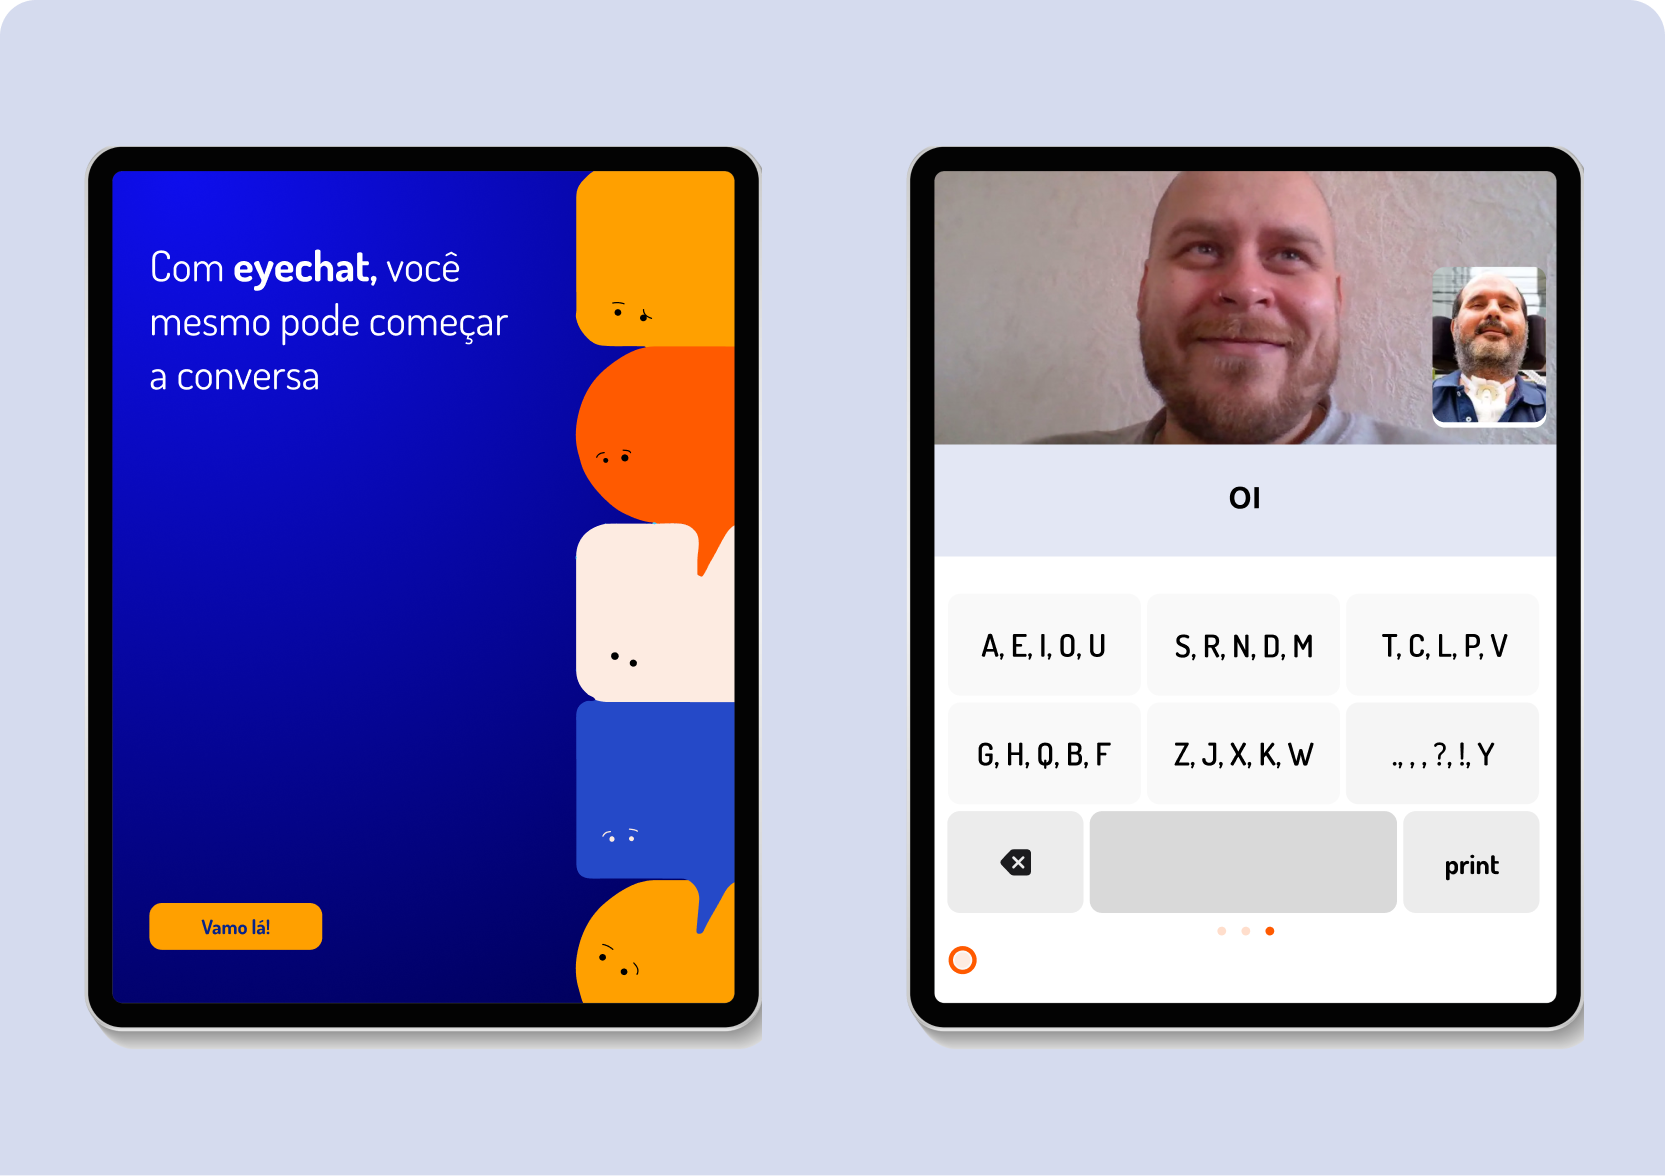 Com eyechat, você
mesmo pode começar
a conversa
Vamo lá!
OI
A, E, I, O, U
S, R, N, D, M
T, C, L, P, V
G, H, Q, B, F
Z, J, X, K, W
., , , ?, !, Y
print